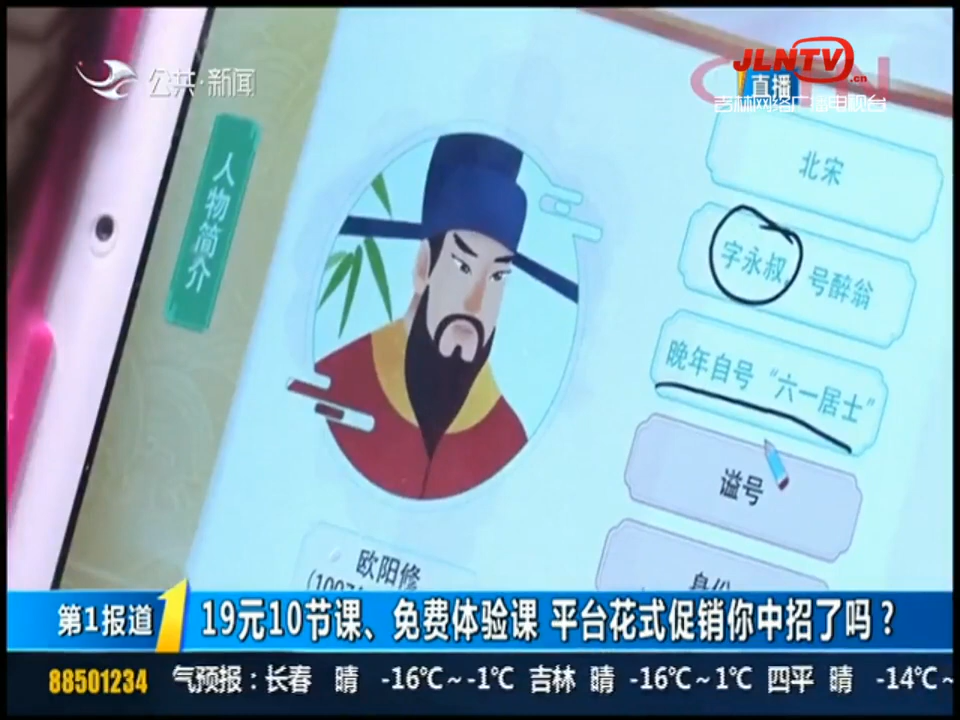 公共·新闻
JLNTV.cn
直播
吉林网络广播电视台
人物简介
北宋
字永叔,号醉翁
晚年自号“六一居士”
谥号
身份
欧阳修
(1007
第1报道
19元10节课、免费体验课 平台花式促销你中招了吗?
88501234
气预报:长春 晴 -16℃~-1℃ 吉林 晴 -16℃~1℃ 四平 晴 -14℃~